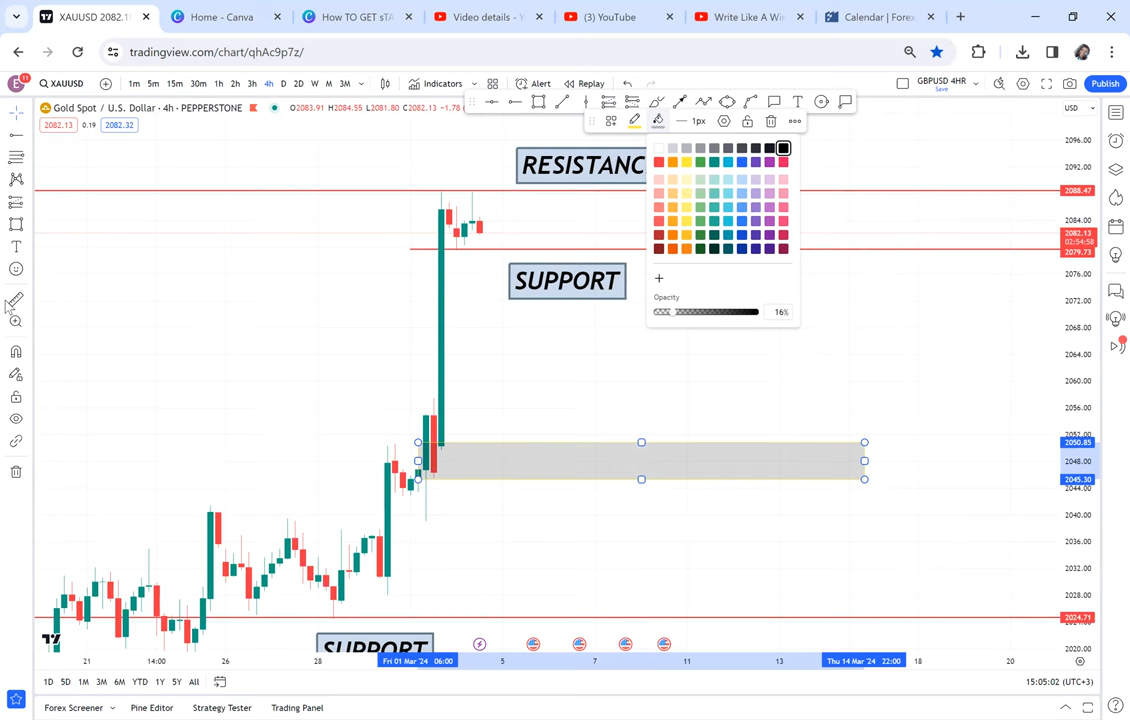 XAUUSD 2082.1
Home - Canva
How TO GET sTA
Video details - Y
(3) YouTube
Write Like A Win
Calendar | Forex
tradingview.com/chart/qhAc9p7z/
E 11 XAUUSD 1m 5m 15m 30m 1h 2h 3h 4h D 2D W M 3M Indicators Alert Replay GBPUSD 4HR Save Publish
Gold Spot / U.S. Dollar · 4h · PEPPERSTONE O2083.91 H2084.55 L2081.80 C2082.13 −1.78 USD
2082.13 0.19 2082.32
1px
T
2096.00
2092.00
RESISTANC
2088.47
2084.00
2082.13
02:54:58
2079.73
2076.00
SUPPORT
2072.00
2068.00
2064.00
2060.00
2056.00
2052.00
2050.85
2048.00
2045.30
2044.00
2040.00
2036.00
2032.00
2028.00
2024.71
2020.00
Opacity
16%
SUPPORT
21 14:00 26 28 Fri 01 Mar '24 06:00 5 7 11 13 Thu 14 Mar '24 22:00 18 20
1D 5D 1M 3M 6M YTD 1Y 5Y All 15:05:02 (UTC+3)
Forex Screener Pine Editor Strategy Tester Trading Panel